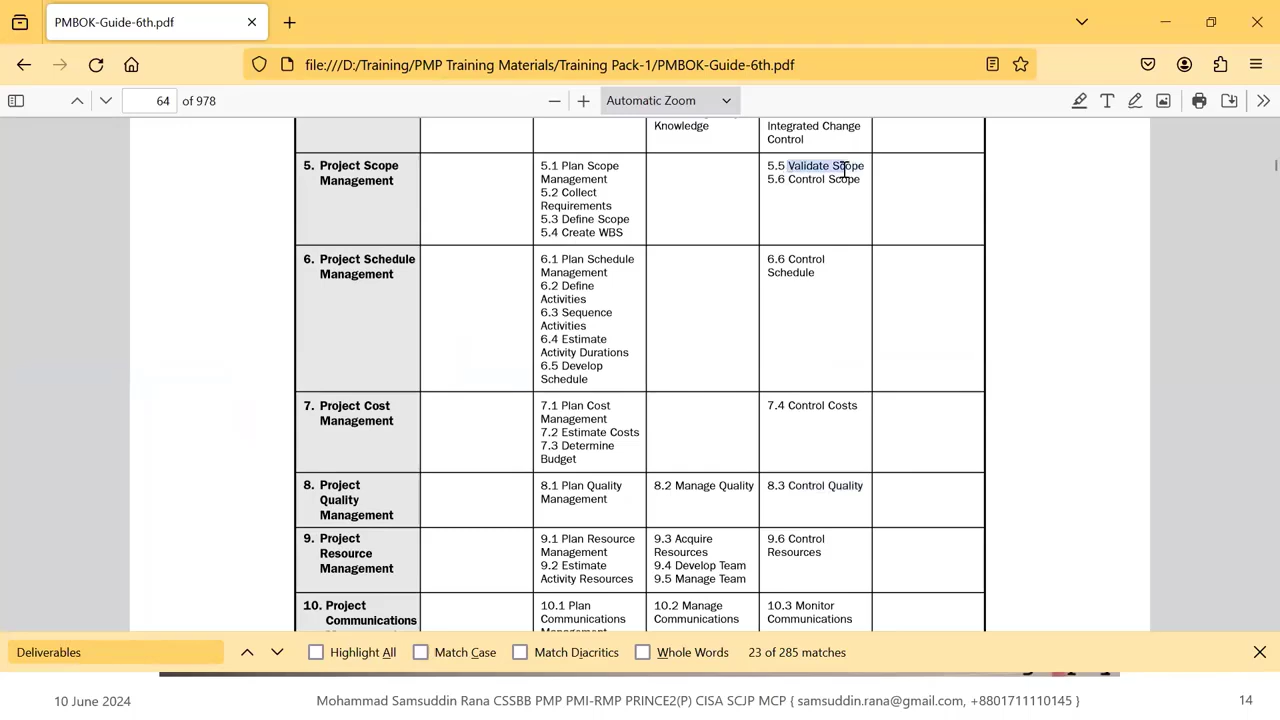 PMBOK-Guide-6th.pdf
file:///D:/Training/PMP Training Materials/Training Pack-1/PMBOK-Guide-6th.pdf
64 of 978
Automatic Zoom
Knowledge
Integrated Change
Control
5. Project Scope
Management
5.1 Plan Scope
Management
5.2 Collect
Requirements
5.3 Define Scope
5.4 Create WBS
5.5 Validate Scope
5.6 Control Scope
6. Project Schedule
Management
6.1 Plan Schedule
Management
6.2 Define
Activities
6.3 Sequence
Activities
6.4 Estimate
Activity Durations
6.5 Develop
Schedule
6.6 Control
Schedule
7. Project Cost
Management
7.1 Plan Cost
Management
7.2 Estimate Costs
7.3 Determine
Budget
7.4 Control Costs
8. Project
Quality
Management
8.1 Plan Quality
Management
8.2 Manage Quality
8.3 Control Quality
9. Project
Resource
Management
9.1 Plan Resource
Management
9.2 Estimate
Activity Resources
9.3 Acquire
Resources
9.4 Develop Team
9.5 Manage Team
9.6 Control
Resources
10. Project
Communications
10.1 Plan
Communications
10.2 Manage
Communications
10.3 Monitor
Communications
Deliverables
Highlight All
Match Case
Match Diacritics
Whole Words
23 of 285 matches
10 June 2024
Mohammad Samsuddin Rana CSSBB PMP PMI-RMP PRINCE2(P) CISA SCJP MCP { samsuddin.rana@gmail.com, +8801711110145 }
14